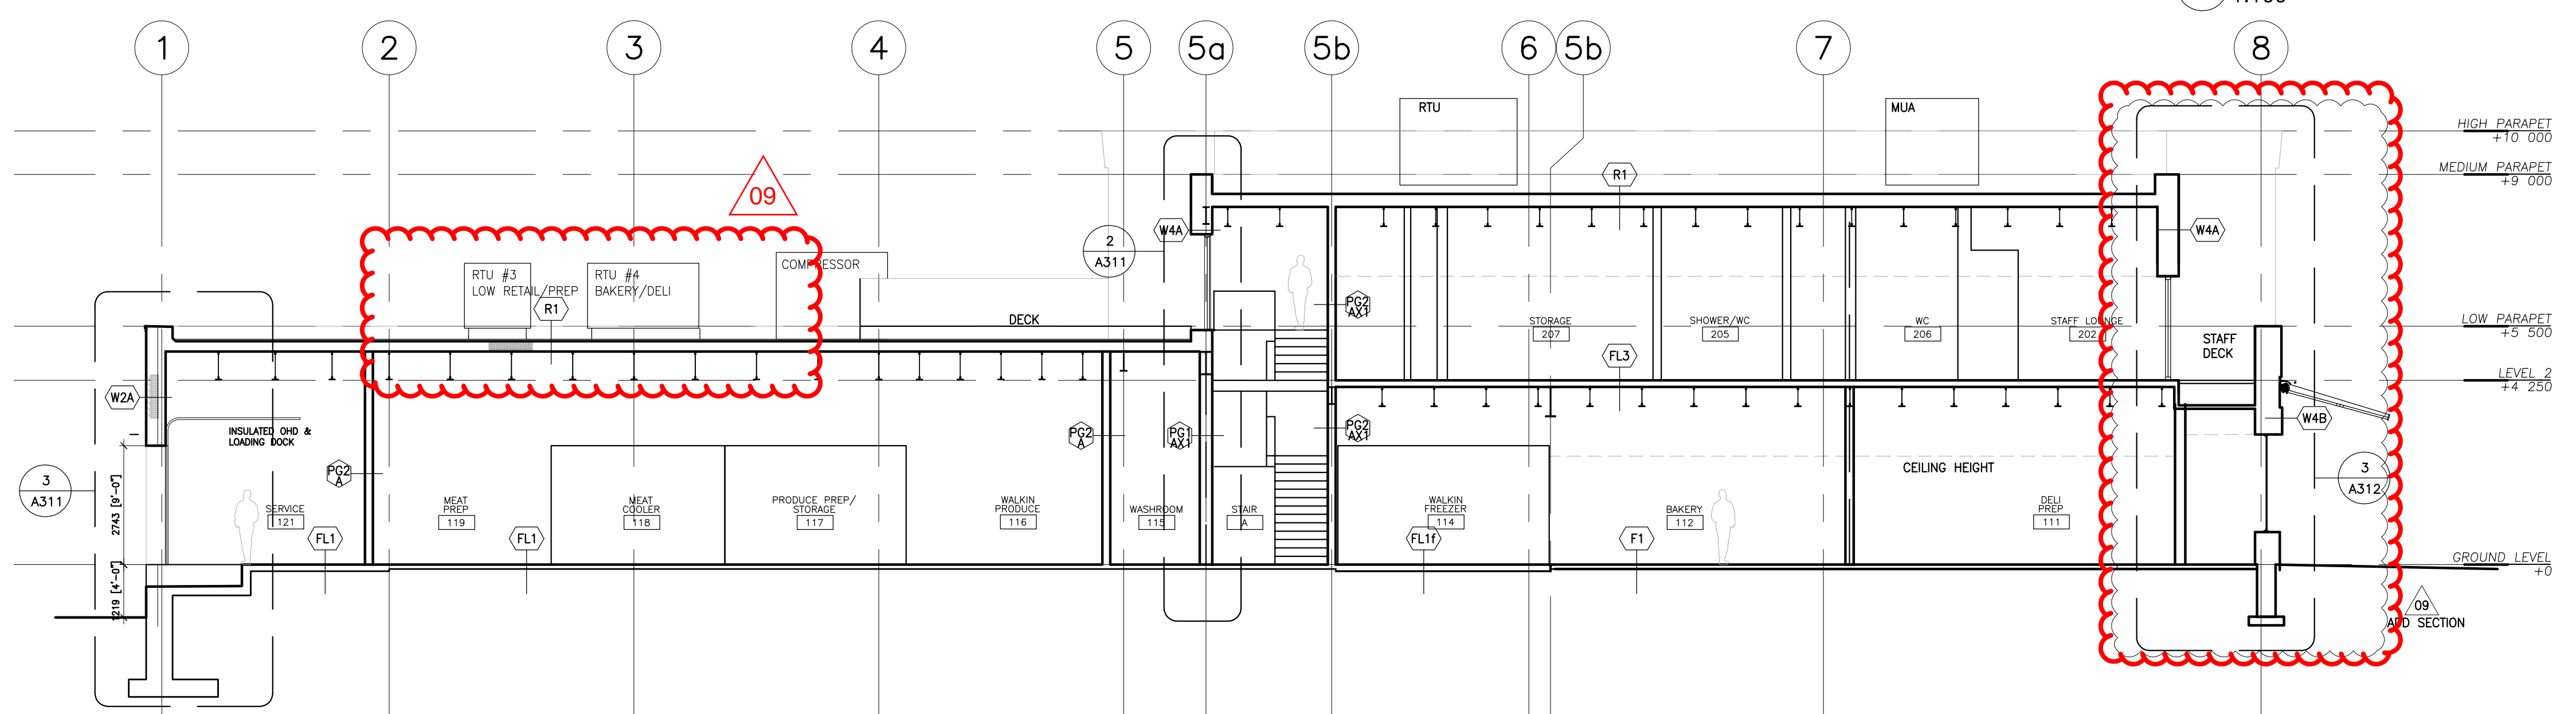 1:100
1
2
3
4
5
5a
5b
6
5b
7
8
RTU
MUA
HIGH PARAPET
+10 000
MEDIUM PARAPET
+9 000
09
R1
W4A
W4A
2
A311
COMPRESSOR
RTU #3
LOW RETAIL/PREP
RTU #4
BAKERY/DELI
R1
DECK
PG2
AX1
STORAGE
207
SHOWER/WC
205
WC
206
STAFF LOUNGE
202
STAFF
DECK
LOW PARAPET
+5 500
FL3
LEVEL 2
+4 250
W2A
W4B
INSULATED OHD &
LOADING DOCK
PG2
A
PG1
AX1
PG2
AX1
PG2
A
CEILING HEIGHT
3
A311
3
A312
2743 [9'-0"]
SERVICE
121
MEAT
PREP
119
MEAT
COOLER
118
PRODUCE PREP/
STORAGE
117
WALKIN
PRODUCE
116
WASHROOM
115
STAIR
A
WALKIN
FREEZER
114
BAKERY
112
DELI
PREP
111
FL1
FL1
FL1f
F1
GROUND LEVEL
+0
1219 [4'-0"]
09
ADD SECTION